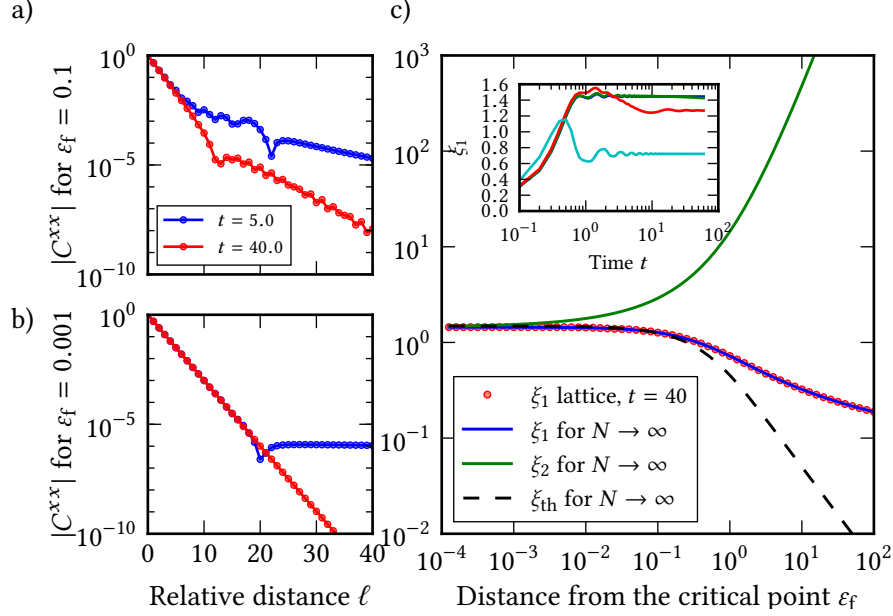 a)
|C^{xx}| for ε_f = 0.1
10^0
10^{-5}
10^{-10}
t = 5.0
t = 40.0
b)
|C^{xx}| for ε_f = 0.001
10^0
10^{-5}
10^{-10}
0 10 20 30 40
Relative distance ℓ
c)
10^3
10^2
10^1
10^0
10^{-1}
10^{-2}
ξ_1
1.6
1.4
1.2
1.0
0.8
0.6
0.4
0.2
0.0
10^{-1} 10^0 10^1 10^2
Time t
ξ_1 lattice, t = 40
ξ_1 for N → ∞
ξ_2 for N → ∞
ξ_th for N → ∞
10^{-4} 10^{-3} 10^{-2} 10^{-1} 10^0 10^1 10^2
Distance from the critical point ε_f